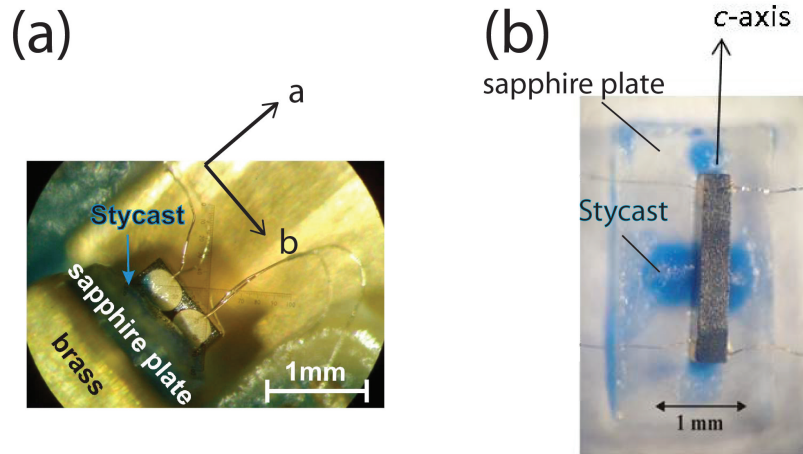 (a)
a
b
Stycast
sapphire plate
brass
1mm
(b)
c-axis
sapphire plate
Stycast
1 mm